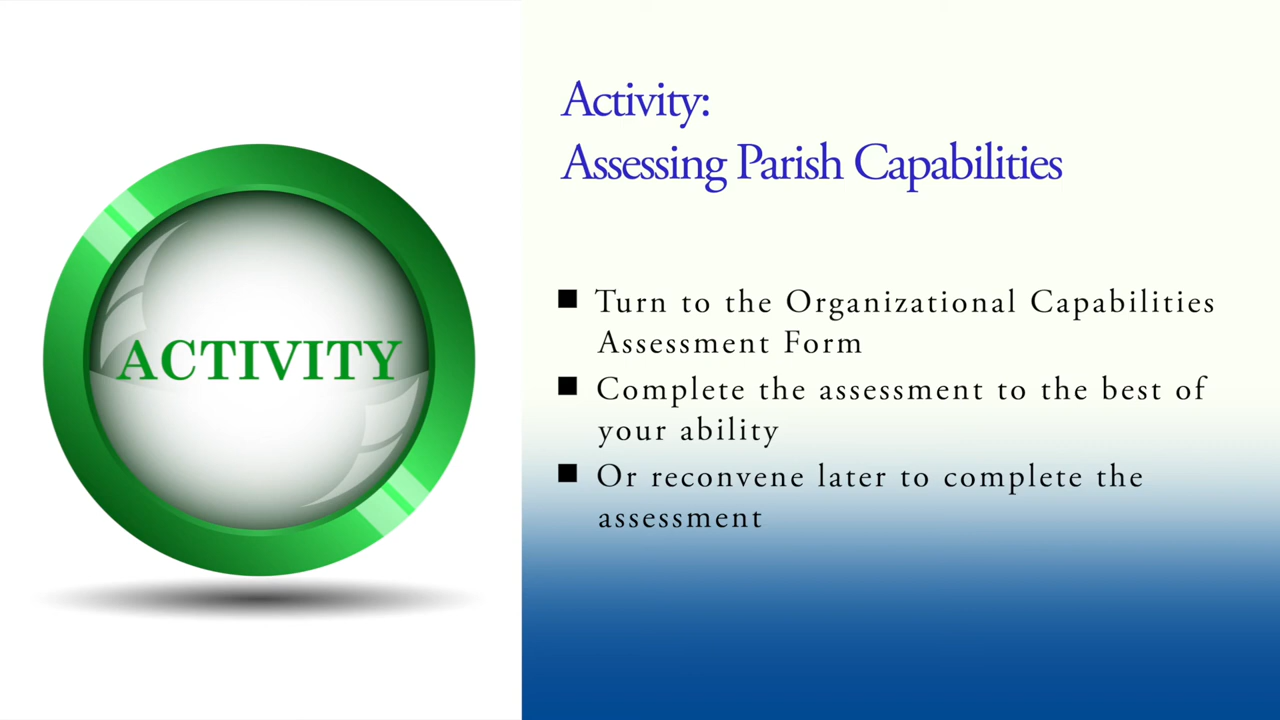 ACTIVITY
Activity:
Assessing Parish Capabilities
Turn to the Organizational Capabilities
Assessment Form
Complete the assessment to the best of
your ability
Or reconvene later to complete the
assessment